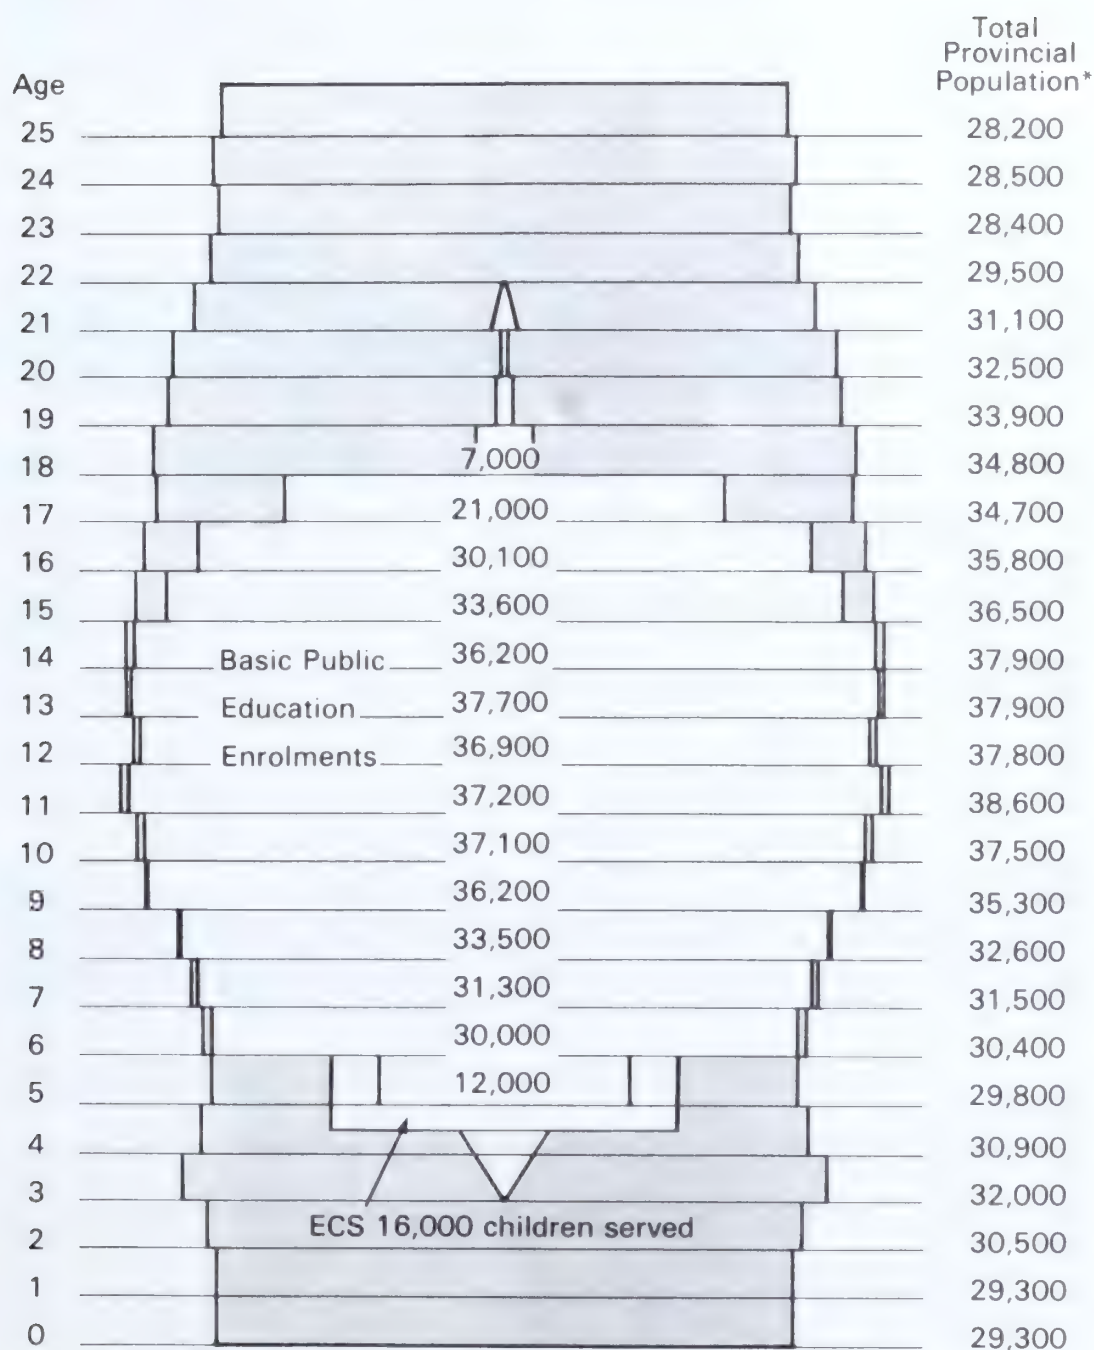 Total
Provincial
Age Population*
25 28,200
24 28,500
23 28,400
22 29,500
21 31,100
20 32,500
19 33,900
18 7,000 34,800
17 21,000 34,700
16 30,100 35,800
15 33,600 36,500
14 Basic Public 36,200 37,900
13 Education 37,700 37,900
12 Enrolments 36,900 37,800
11 37,200 38,600
10 37,100 37,500
9 36,200 35,300
8 33,500 32,600
7 31,300 31,500
6 30,000 30,400
5 12,000 29,800
4 30,900
3 32,000
ECS 16,000 children served
2 30,500
1 29,300
0 29,300